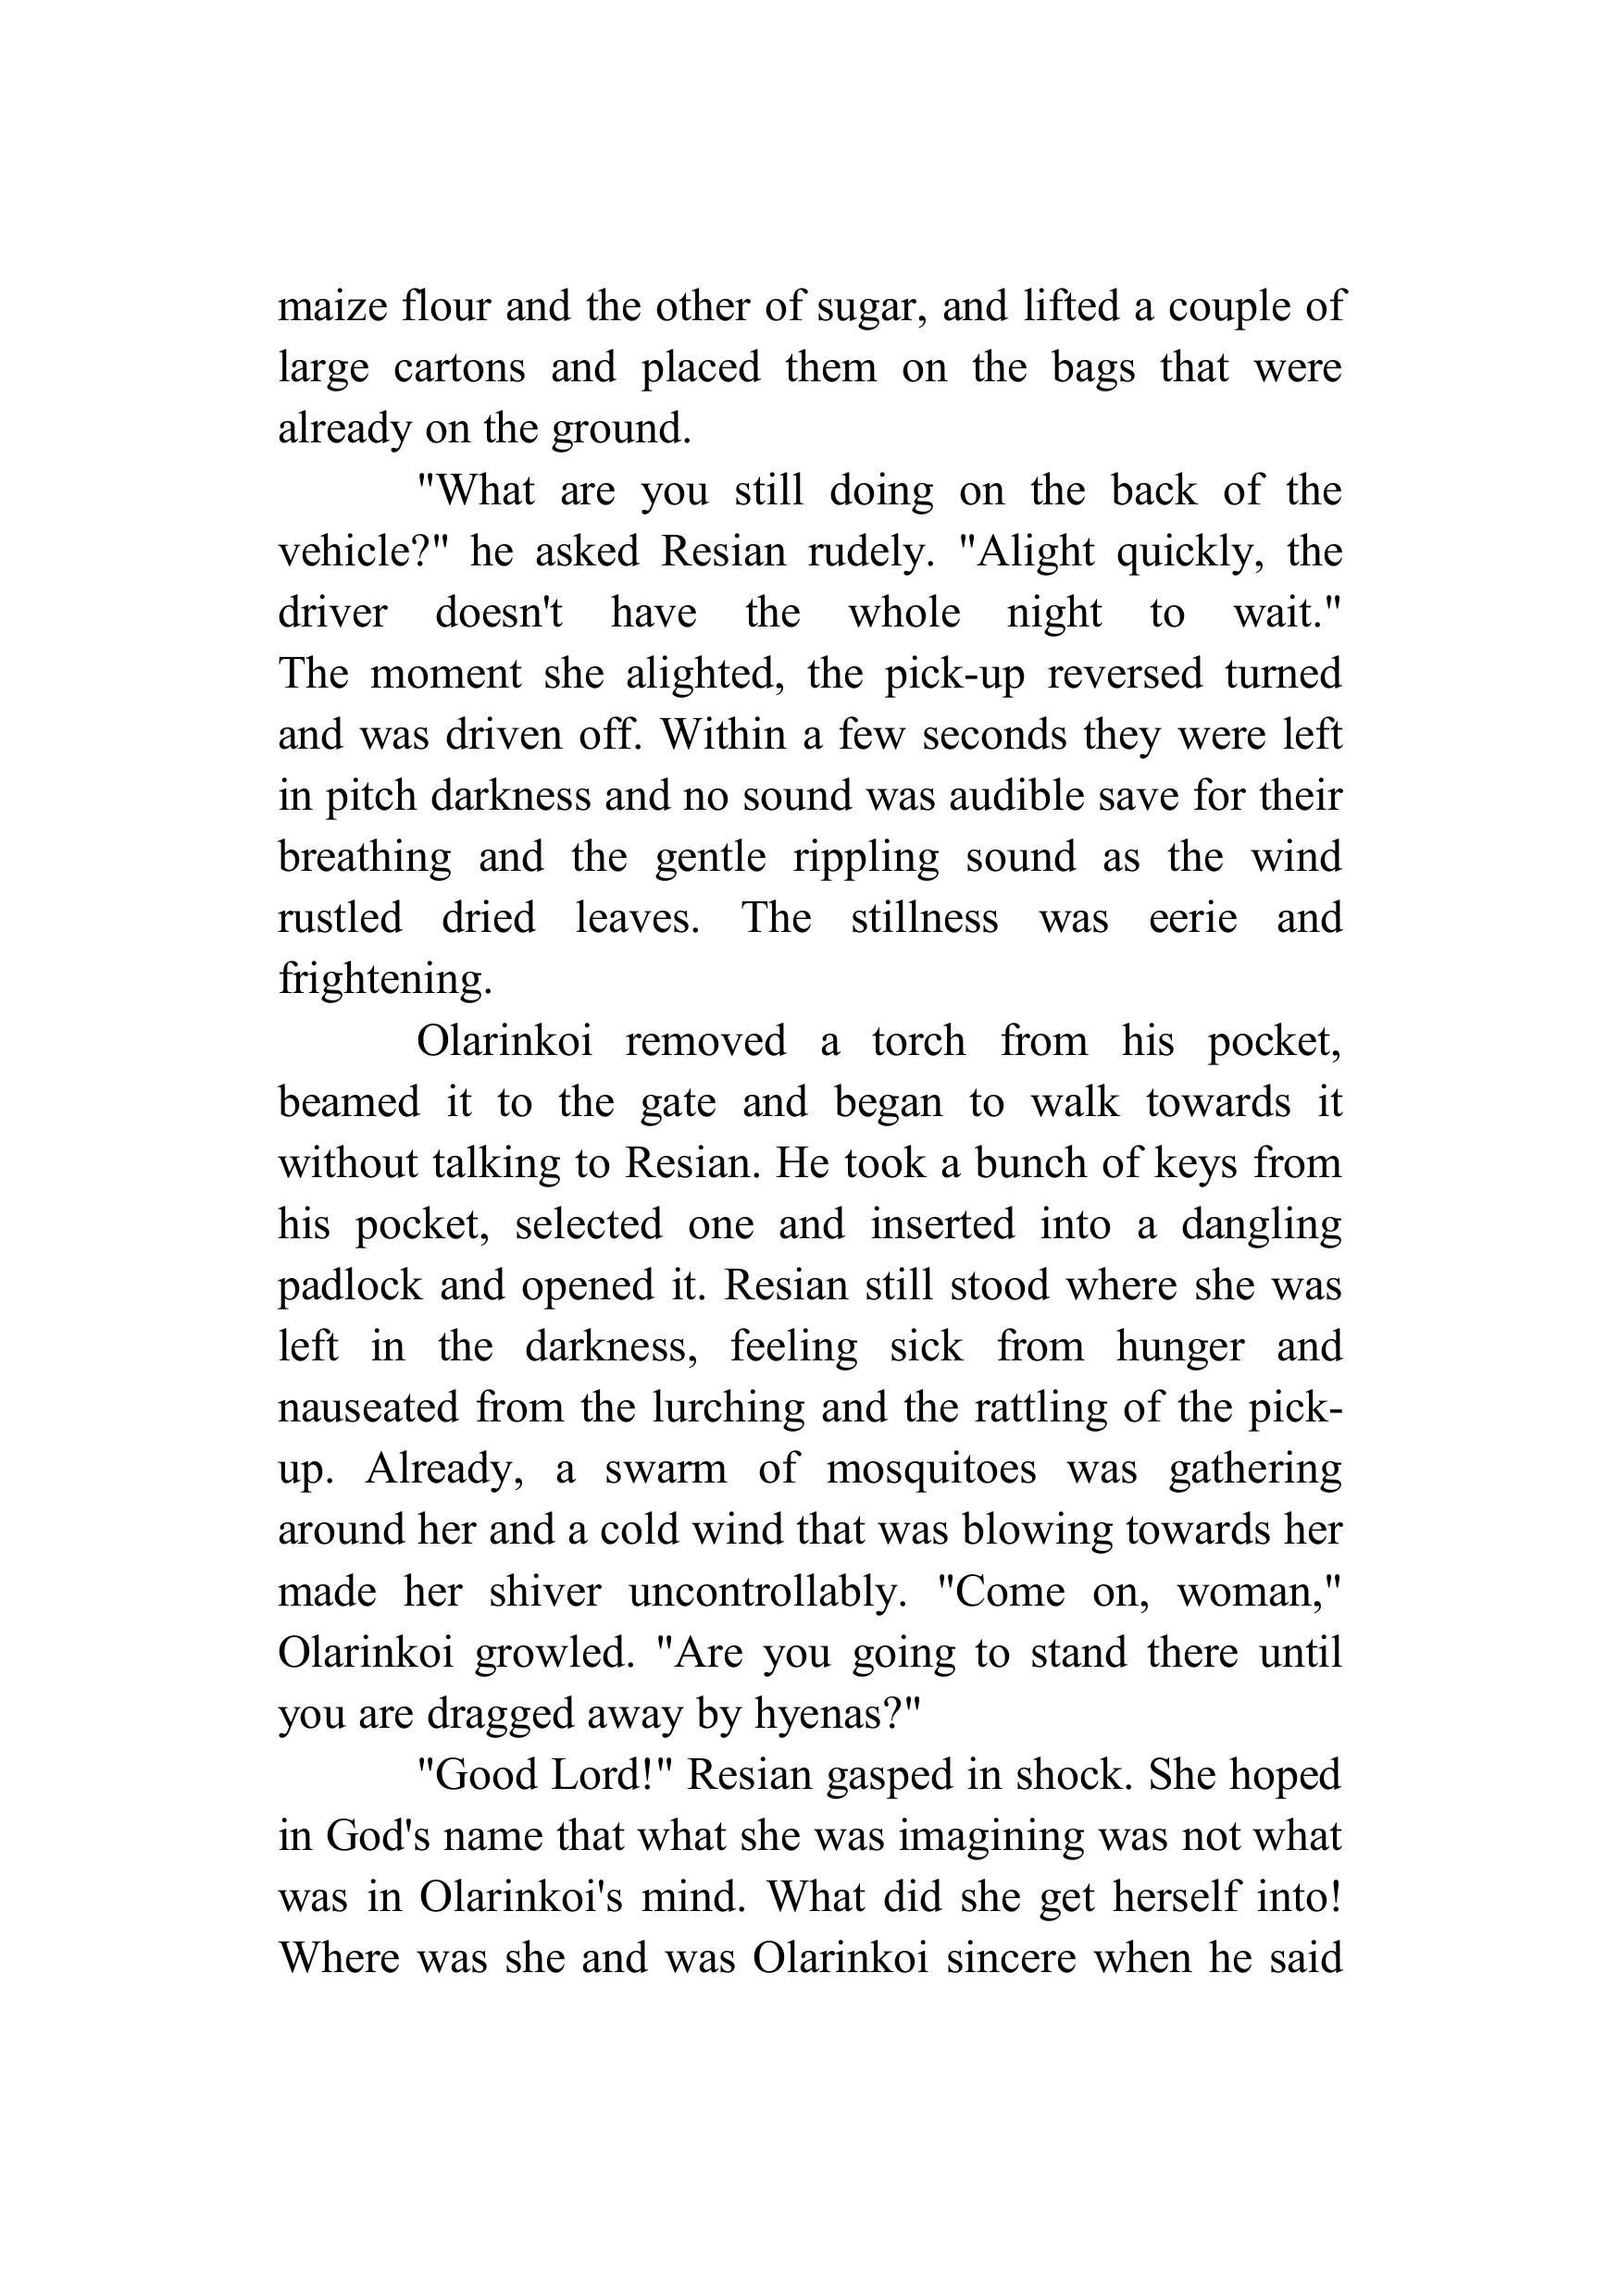 maize flour and the other of sugar, and lifted a couple of
large cartons and placed them on the bags that were
already on the ground.
"What are you still doing on the back of the
vehicle?" he asked Resian rudely. "Alight quickly, the
driver doesn't have the whole night to wait."
The moment she alighted, the pick-up reversed turned
and was driven off. Within a few seconds they were left
in pitch darkness and no sound was audible save for their
breathing and the gentle rippling sound as the wind
rustled dried leaves. The stillness was eerie and
frightening.
Olarinkoi removed a torch from his pocket,
beamed it to the gate and began to walk towards it
without talking to Resian. He took a bunch of keys from
his pocket, selected one and inserted into a dangling
padlock and opened it. Resian still stood where she was
left in the darkness, feeling sick from hunger and
nauseated from the lurching and the rattling of the pick-
up. Already, a swarm of mosquitoes was gathering
around her and a cold wind that was blowing towards her
made her shiver uncontrollably. "Come on, woman,"
Olarinkoi growled. "Are you going to stand there until
you are dragged away by hyenas?"
"Good Lord!" Resian gasped in shock. She hoped
in God's name that what she was imagining was not what
was in Olarinkoi's mind. What did she get herself into!
Where was she and was Olarinkoi sincere when he said